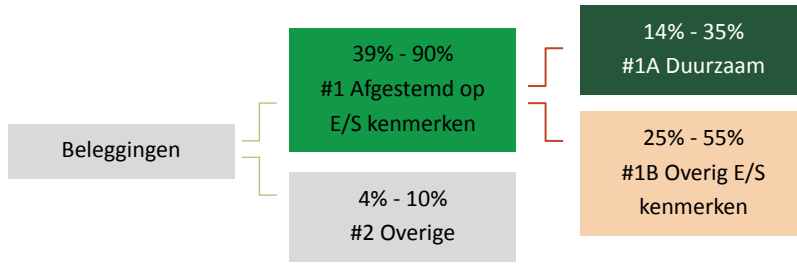 Beleggingen
39% - 90%
#1 Afgestemd op
E/S kenmerken
4% - 10%
#2 Overige
14% - 35%
#1A Duurzaam
25% - 55%
#1B Overig E/S
kenmerken